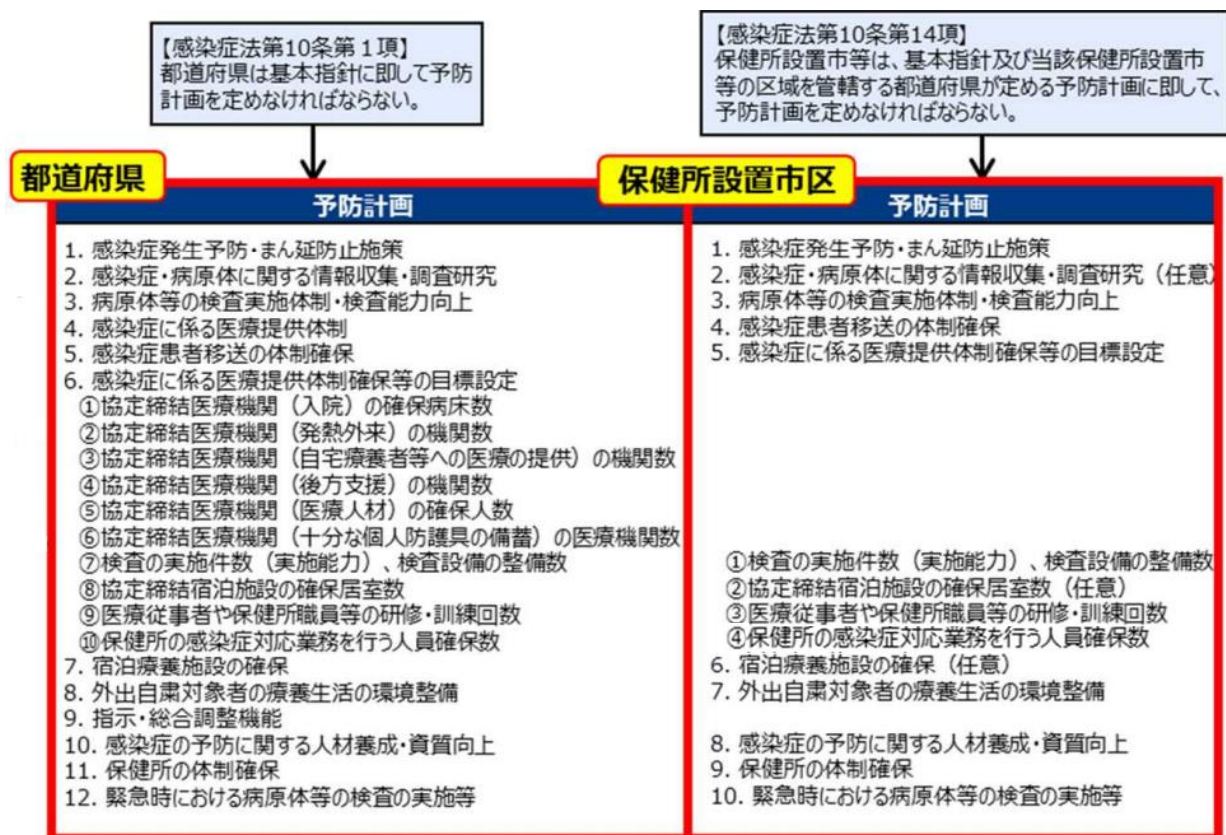 【感染症法第10条第１項】
都道府県は基本指針に即して予防
計画を定めなければならない。
【感染症法第10条第14項】
保健所設置市等は、基本指針及び当該保健所設置市
等の区域を管轄する都道府県が定める予防計画に即して、
予防計画を定めなければならない。
都道府県
予防計画
1. 感染症発生予防・まん延防止施策
2. 感染症・病原体に関する情報収集・調査研究
3. 病原体等の検査実施体制・検査能力向上
4. 感染症に係る医療提供体制
5. 感染症患者移送の体制確保
6. 感染症に係る医療提供体制確保等の目標設定
①協定締結医療機関（入院）の確保病床数
②協定締結医療機関（発熱外来）の機関数
③協定締結医療機関（自宅療養者等への医療の提供）の機関数
④協定締結医療機関（後方支援）の機関数
⑤協定締結医療機関（医療人材）の確保人数
⑥協定締結医療機関（十分な個人防護具の備蓄）の医療機関数
⑦検査の実施件数（実施能力）、検査設備の整備数
⑧協定締結宿泊施設の確保居室数
⑨医療従事者や保健所職員等の研修・訓練回数
⑩保健所の感染症対応業務を行う人員確保数
7. 宿泊療養施設の確保
8. 外出自粛対象者の療養生活の環境整備
9. 指示・総合調整機能
10. 感染症の予防に関する人材養成・資質向上
11. 保健所の体制確保
12. 緊急時における病原体等の検査の実施等
保健所設置市区
予防計画
1. 感染症発生予防・まん延防止施策
2. 感染症・病原体に関する情報収集・調査研究（任意）
3. 病原体等の検査実施体制・検査能力向上
4. 感染症患者移送の体制確保
5. 感染症に係る医療提供体制確保等の目標設定
①検査の実施件数（実施能力）、検査設備の整備数
②協定締結宿泊施設の確保居室数（任意）
③医療従事者や保健所職員等の研修・訓練回数
④保健所の感染症対応業務を行う人員確保数
6. 宿泊療養施設の確保（任意）
7. 外出自粛対象者の療養生活の環境整備
8. 感染症の予防に関する人材養成・資質向上
9. 保健所の体制確保
10. 緊急時における病原体等の検査の実施等